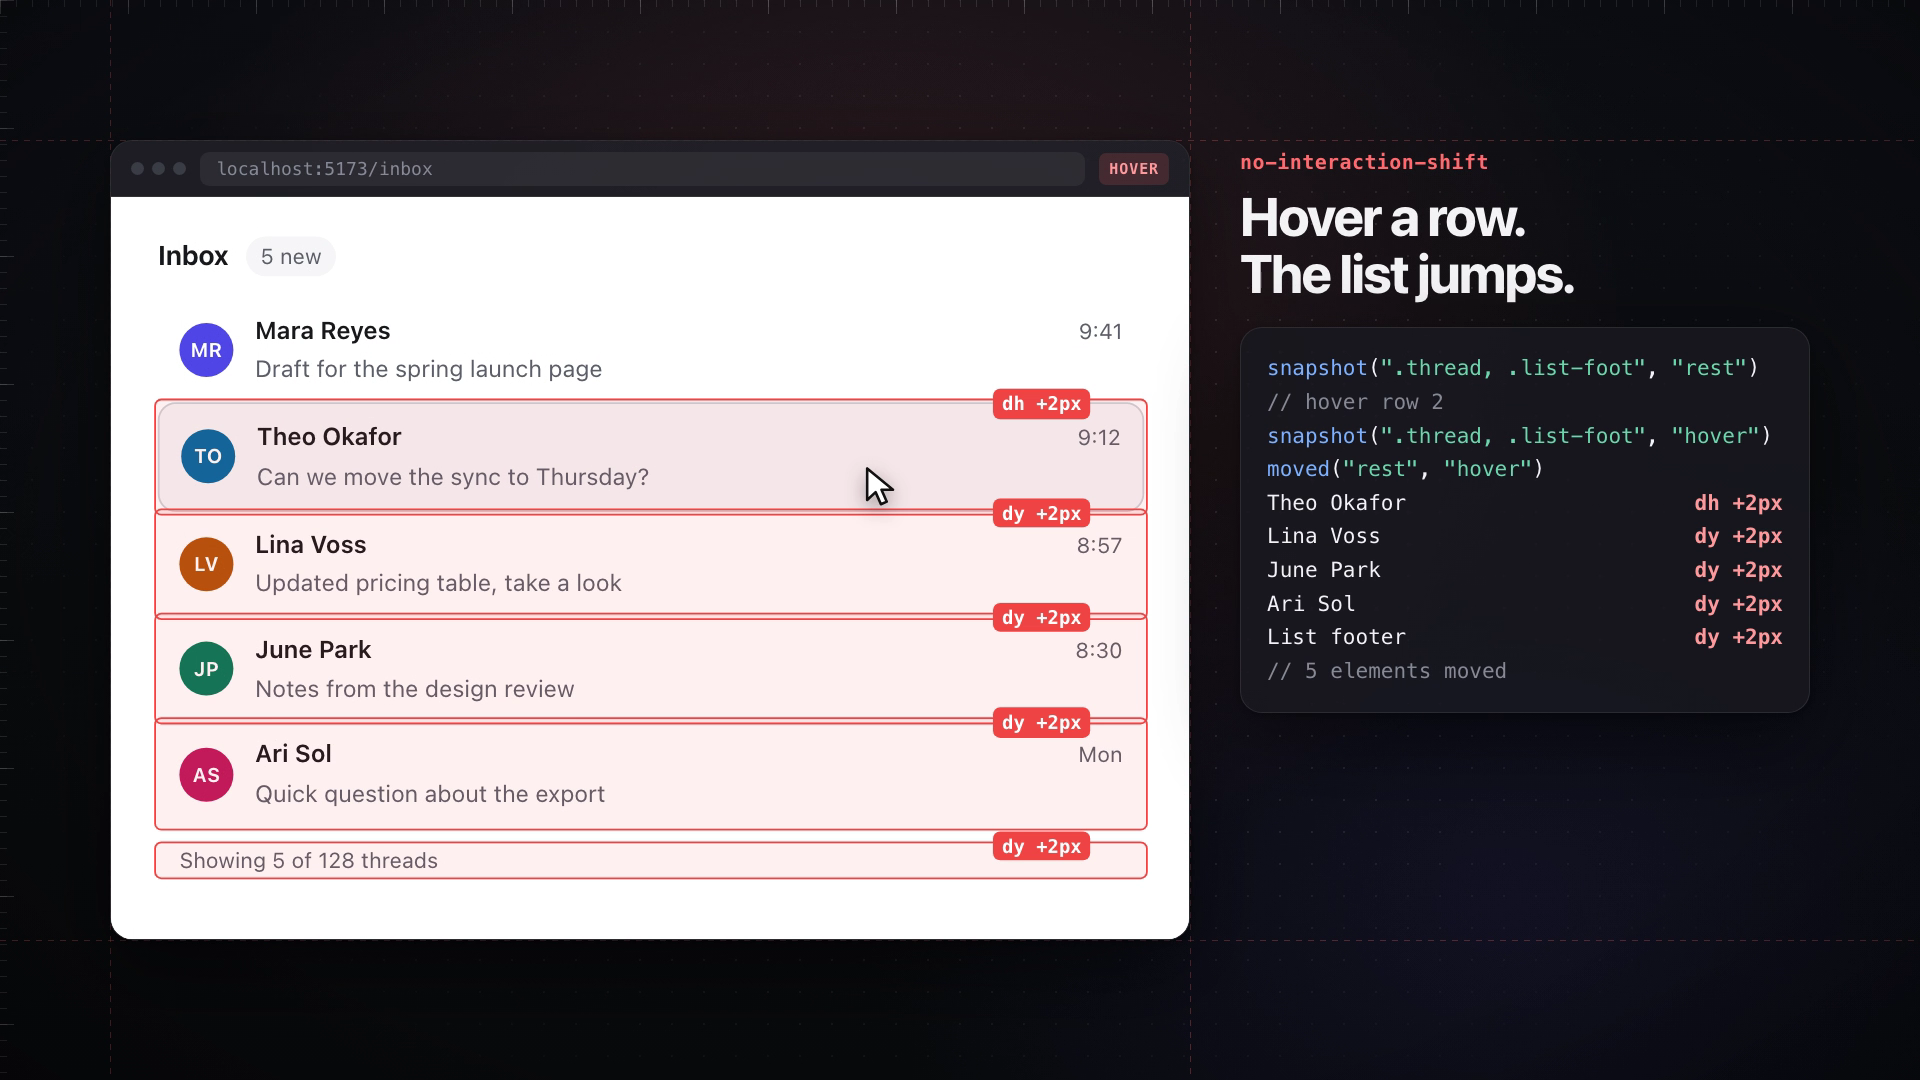 localhost:5173/inbox
HOVER
Inbox
5 new
MR
Mara Reyes
9:41
Draft for the spring launch page
dh +2px
TO
Theo Okafor
9:12
Can we move the sync to Thursday?
dy +2px
LV
Lina Voss
8:57
Updated pricing table, take a look
dy +2px
JP
June Park
8:30
Notes from the design review
dy +2px
AS
Ari Sol
Mon
Quick question about the export
dy +2px
Showing 5 of 128 threads
no-interaction-shift
Hover a row.
The list jumps.
snapshot(".thread, .list-foot", "rest")
// hover row 2
snapshot(".thread, .list-foot", "hover")
moved("rest", "hover")
Theo Okafor dh +2px
Lina Voss dy +2px
June Park dy +2px
Ari Sol dy +2px
List footer dy +2px
// 5 elements moved